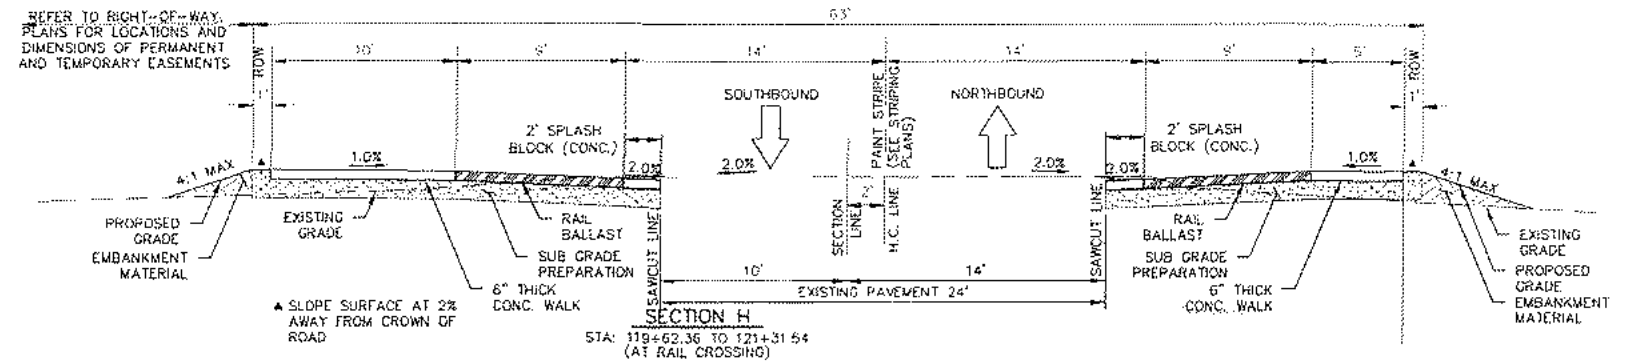 REFER TO RIGHT-OF-WAY
PLANS FOR LOCATIONS AND
DIMENSIONS OF PERMANENT
AND TEMPORARY EASEMENTS
63'
ROW
10'
9'
14'
14'
9'
5'
ROW
1'
1'
SOUTHBOUND
NORTHBOUND
PAINT STRIPE
(SEE STRIPING
PLANS)
2' SPLASH
BLOCK (CONC.)
2' SPLASH
BLOCK (CONC.)
4:1 MAX
1.0%
2.0%
2.0%
2.0%
2.0%
1.0%
4:1 MAX
2'
PROPOSED
GRADE
EMBANKMENT
MATERIAL
EXISTING
GRADE
RAIL
BALLAST
SUB GRADE
PREPARATION
6" THICK
CONC. WALK
SAWCUT LINE
SECTION
LINE
M.C. LINE
SAWCUT LINE
RAIL
BALLAST
SUB GRADE
PREPARATION
6" THICK
CONC. WALK
EXISTING
GRADE
PROPOSED
GRADE
EMBANKMENT
MATERIAL
10'
14'
EXISTING PAVEMENT 24'
▲ SLOPE SURFACE AT 2%
AWAY FROM CROWN OF
ROAD
SECTION H
STA: 119+62.36 TO 121+31.54
(AT RAIL CROSSING)